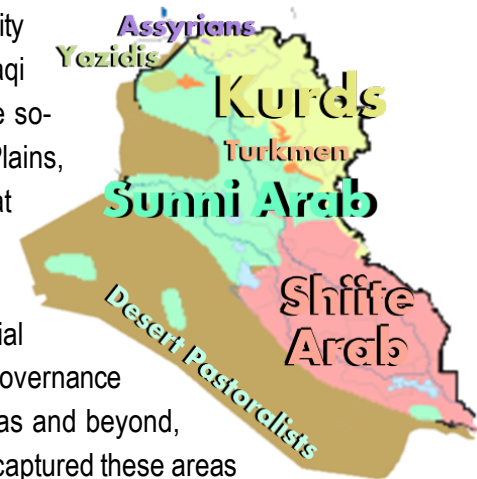 ity
aqi
e so-
Plains,
at
ial
overnance
as and beyond,
captured these areas
Assyrians
Yazidis
Kurds
Turkmen
Sunni Arab
Shiite
Arab
Desert Pastoralists